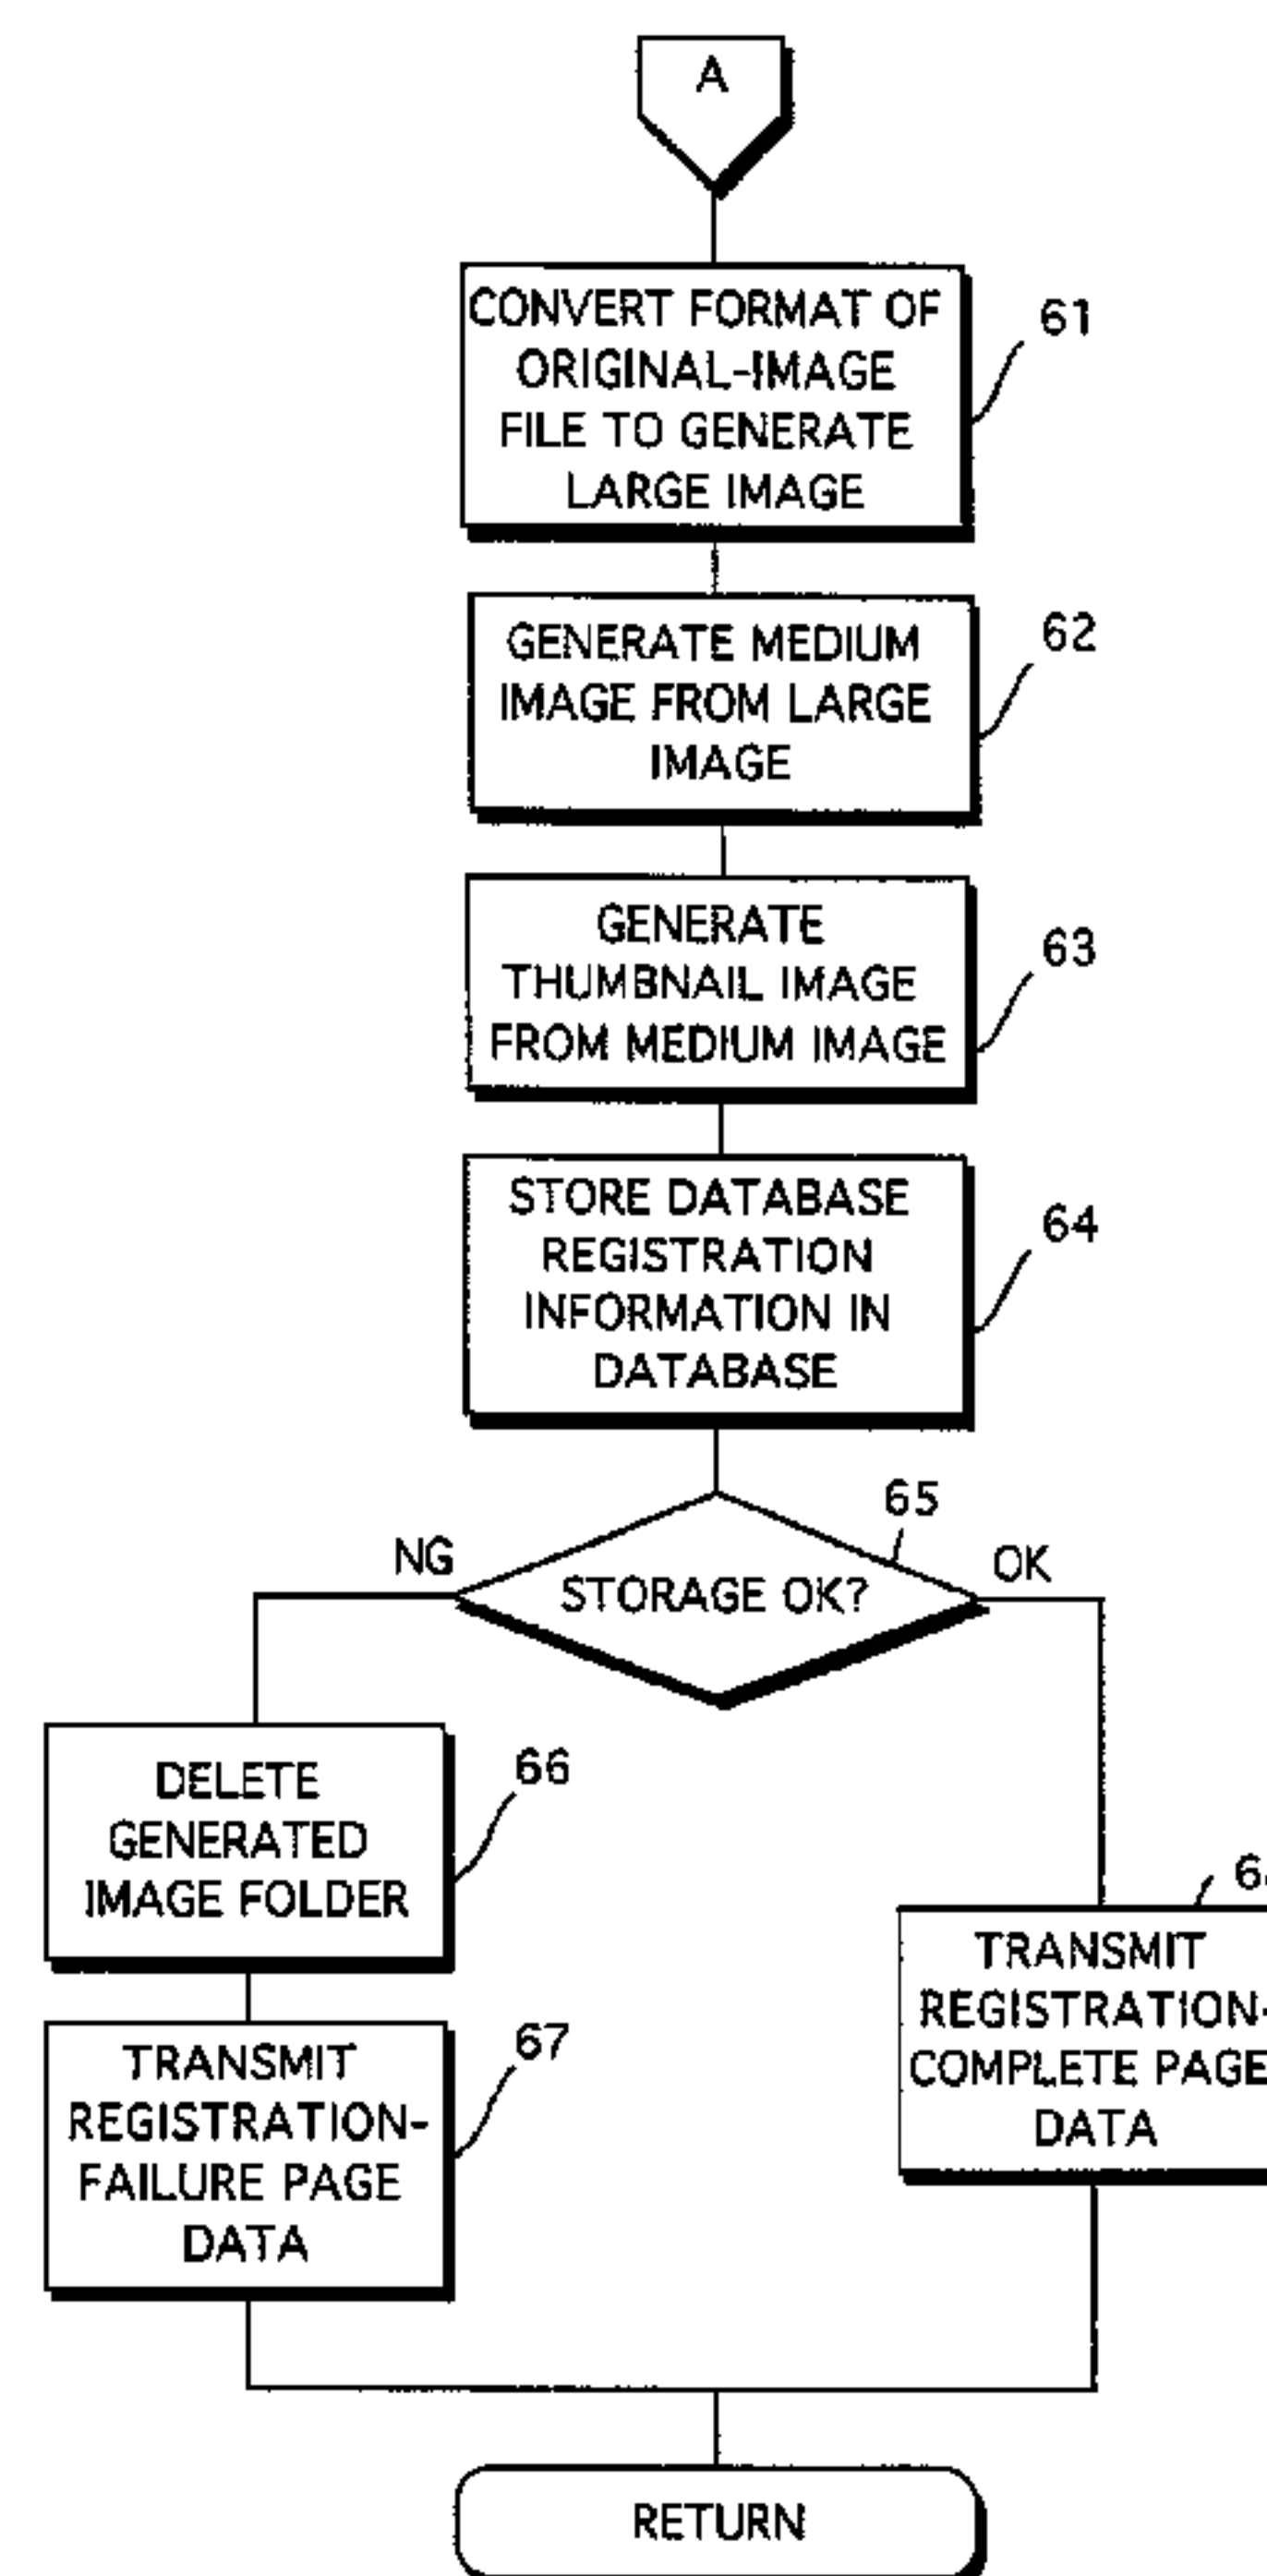 A
CONVERT FORMAT OF
ORIGINAL-IMAGE
FILE TO GENERATE
LARGE IMAGE
61
GENERATE MEDIUM
IMAGE FROM LARGE
IMAGE
62
GENERATE
THUMBNAIL IMAGE
FROM MEDIUM IMAGE
63
STORE DATABASE
REGISTRATION
INFORMATION IN
DATABASE
64
65
NG
STORAGE OK?
OK
DELETE
GENERATED
IMAGE FOLDER
66
TRANSMIT
REGISTRATION-
FAILURE PAGE
DATA
67
TRANSMIT
REGISTRATION-
COMPLETE PAGE
DATA
RETURN